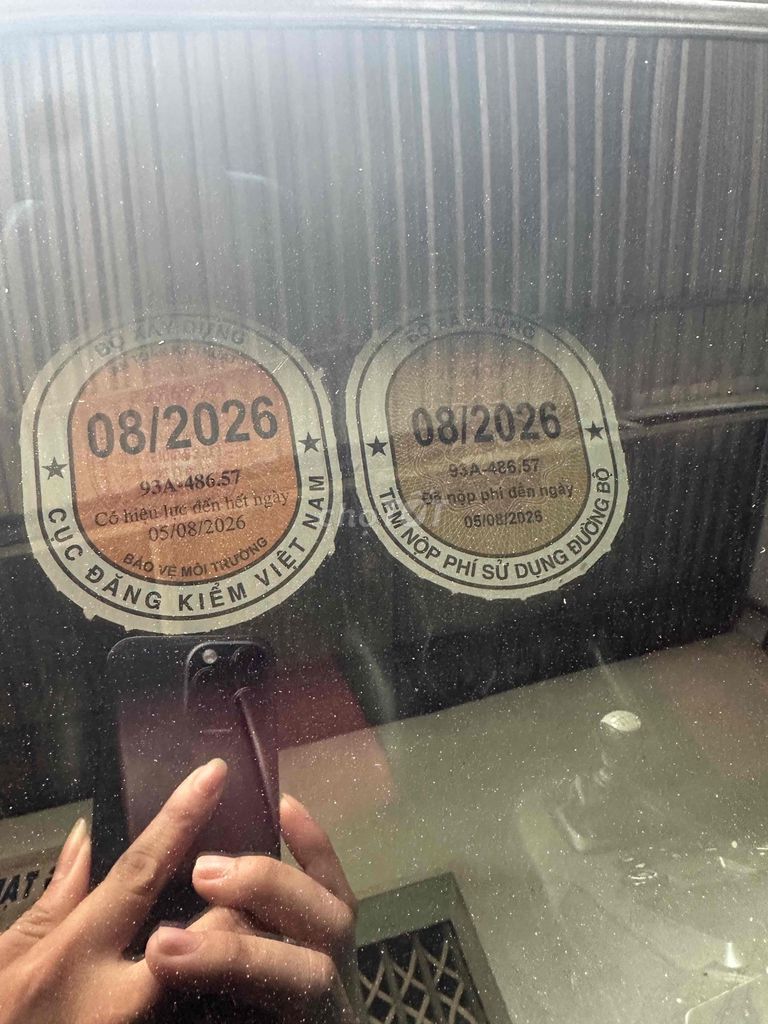 BỘ XÂY DỰNG
08/2026
93A-486.57
Có hiệu lực đến hết ngày
05/08/2026
BẢO VỆ MÔI TRƯỜNG
CỤC ĐĂNG KIỂM VIỆT NAM
BỘ XÂY DỰNG
08/2026
93A-486.57
Đã nộp phí đến ngày
05/08/2026
TEM NỘP PHÍ SỬ DỤNG ĐƯỜNG BỘ